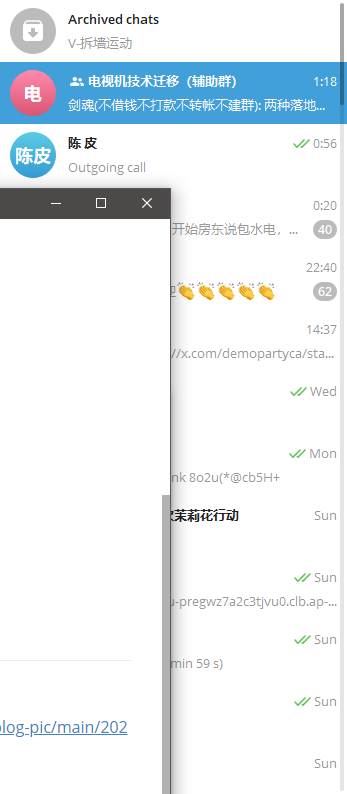 Archived chats
V-拆墙运动
电
电视机技术迁移（辅助群） 1:18
剑魂(不借钱不打款不转帐不建群): 两种落地...
陈皮
陈 皮 0:56
Outgoing call
0:20
开始房东说包水电，... 40
22:40
👏👏👏👏👏 62
14:37
//x.com/demopartyca/sta...
Wed
Mon
nk 8o2u(*@cb5H+
茉莉花行动 Sun
Sun
u-pregwz7a2c3tjvu0.clb.ap-...
Sun
min 59 s)
Sun
log-pic/main/202
Sun